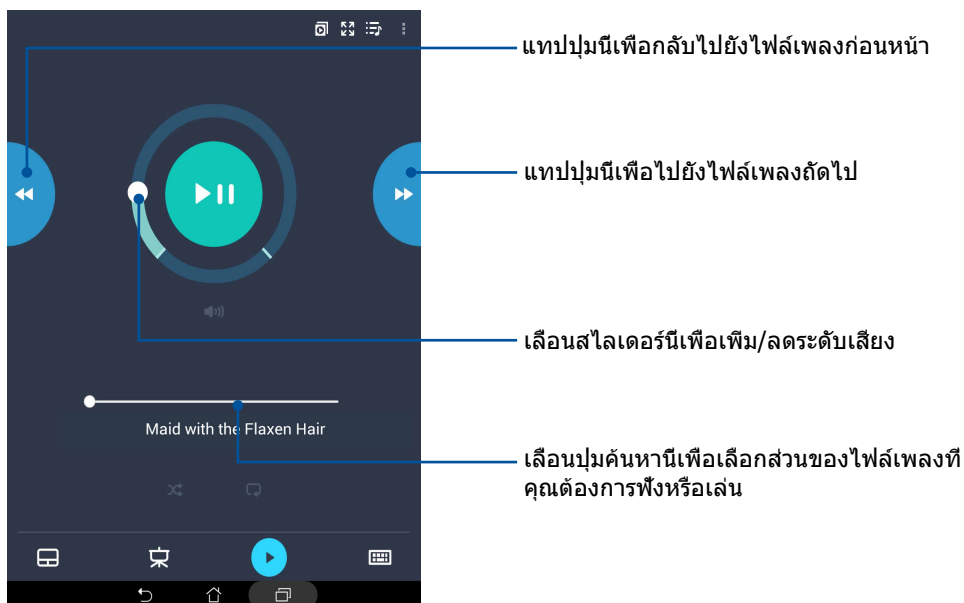 แทปปุ่มนี้เพื่อกลับไปยังไฟล์เพลงก่อนหน้า
แทปปุ่มนี้เพื่อไปยังไฟล์เพลงถัดไป
เลื่อนสไลเดอร์นี้เพื่อเพิ่ม/ลดระดับเสียง
Maid with the Flaxen Hair
เลื่อนปุ่มค้นหานี้เพื่อเลือกส่วนของไฟล์เพลงที่
คุณต้องการฟังหรือเล่น